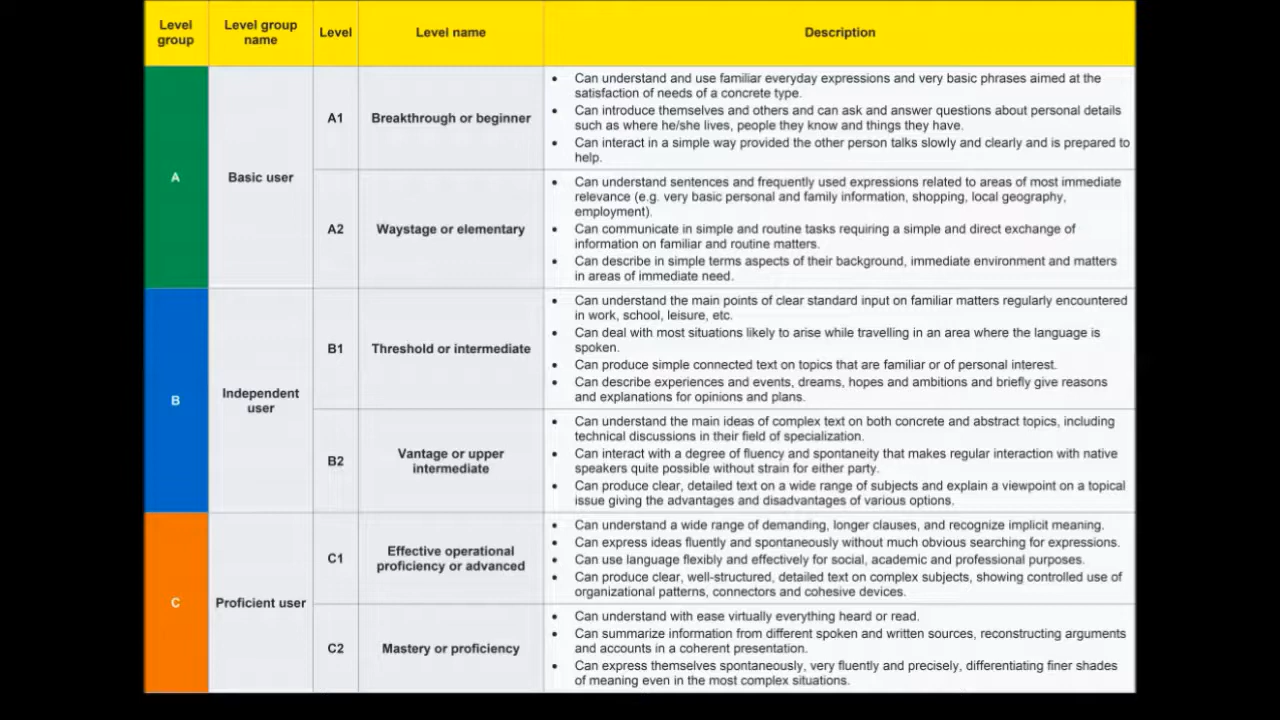 Level group
Level group name
Level
Level name
Description
A
Basic user
A1
Breakthrough or beginner
• Can understand and use familiar everyday expressions and very basic phrases aimed at the
satisfaction of needs of a concrete type.
• Can introduce themselves and others and can ask and answer questions about personal details
such as where he/she lives, people they know and things they have.
• Can interact in a simple way provided the other person talks slowly and clearly and is prepared to
help.
A2
Waystage or elementary
• Can understand sentences and frequently used expressions related to areas of most immediate
relevance (e.g. very basic personal and family information, shopping, local geography,
employment).
• Can communicate in simple and routine tasks requiring a simple and direct exchange of
information on familiar and routine matters.
• Can describe in simple terms aspects of their background, immediate environment and matters
in areas of immediate need.
B
Independent
user
B1
Threshold or intermediate
• Can understand the main points of clear standard input on familiar matters regularly encountered
in work, school, leisure, etc.
• Can deal with most situations likely to arise while travelling in an area where the language is
spoken.
• Can produce simple connected text on topics that are familiar or of personal interest.
• Can describe experiences and events, dreams, hopes and ambitions and briefly give reasons
and explanations for opinions and plans.
B2
Vantage or upper
intermediate
• Can understand the main ideas of complex text on both concrete and abstract topics, including
technical discussions in their field of specialization.
• Can interact with a degree of fluency and spontaneity that makes regular interaction with native
speakers quite possible without strain for either party.
• Can produce clear, detailed text on a wide range of subjects and explain a viewpoint on a topical
issue giving the advantages and disadvantages of various options.
C
Proficient user
C1
Effective operational
proficiency or advanced
• Can understand a wide range of demanding, longer clauses, and recognize implicit meaning.
• Can express ideas fluently and spontaneously without much obvious searching for expressions.
• Can use language flexibly and effectively for social, academic and professional purposes.
• Can produce clear, well-structured, detailed text on complex subjects, showing controlled use of
organizational patterns, connectors and cohesive devices.
C2
Mastery or proficiency
• Can understand with ease virtually everything heard or read.
• Can summarize information from different spoken and written sources, reconstructing arguments
and accounts in a coherent presentation.
• Can express themselves spontaneously, very fluently and precisely, differentiating finer shades
of meaning even in the most complex situations.